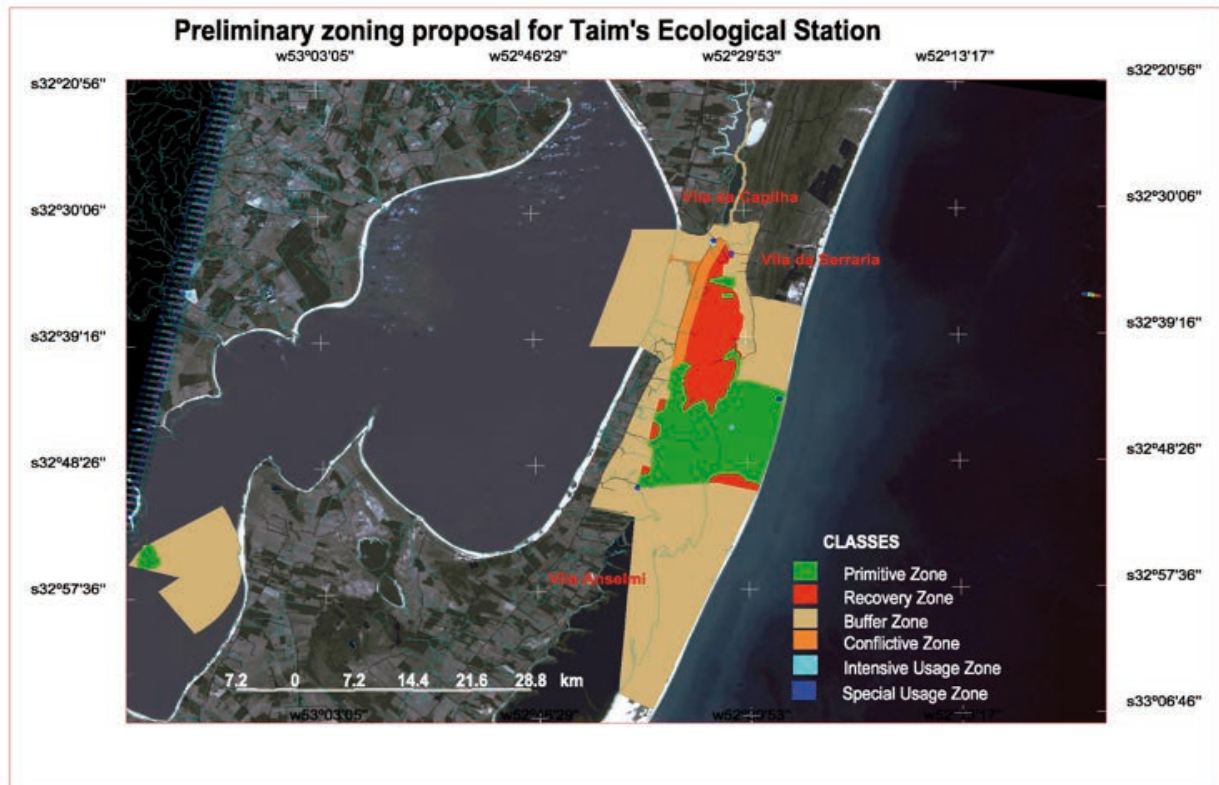 Preliminary zoning proposal for Taim's Ecological Station
w53º03'05" w52º46'29" w52º29'53" w52º13'17"
s32º20'56" s32º20'56"
Vila da Capilha
s32º30'06" s32º30'06"
Vila da Serraria
s32º39'16" s32º39'16"
s32º48'26" s32º48'26"
CLASSES
Primitive Zone
Vila Anselmi
s32º57'36" s32º57'36"
Recovery Zone
Buffer Zone
Conflictive Zone
Intensive Usage Zone
7.2 0 7.2 14.4 21.6 28.8 km
Special Usage Zone
s33º06'46"
w53º03'05"